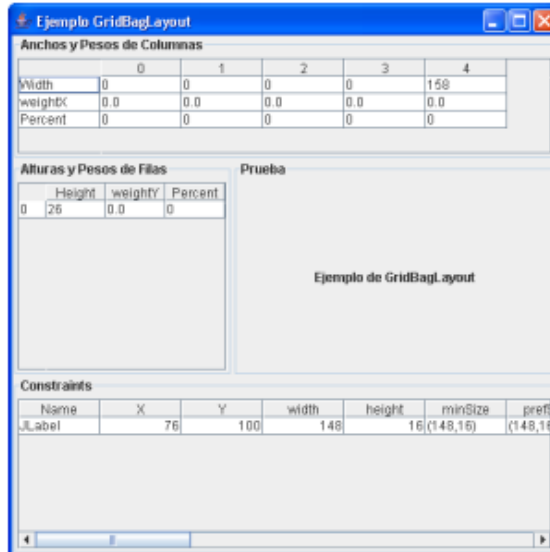 Ejemplo GridBagLayout
Anchos y Pesos de Columnas
0 1 2 3 4
Width 0 0 0 0 158
weightX 0.0 0.0 0.0 0.0 0.0
Percent 0 0 0 0 0
Alturas y Pesos de Filas
Height weightY Percent
0 26 0.0 0
Prueba
Ejemplo de GridBagLayout
Constraints
Name X Y width height minSize prefS
JLabel 76 100 148 16 (148,16) (148,16